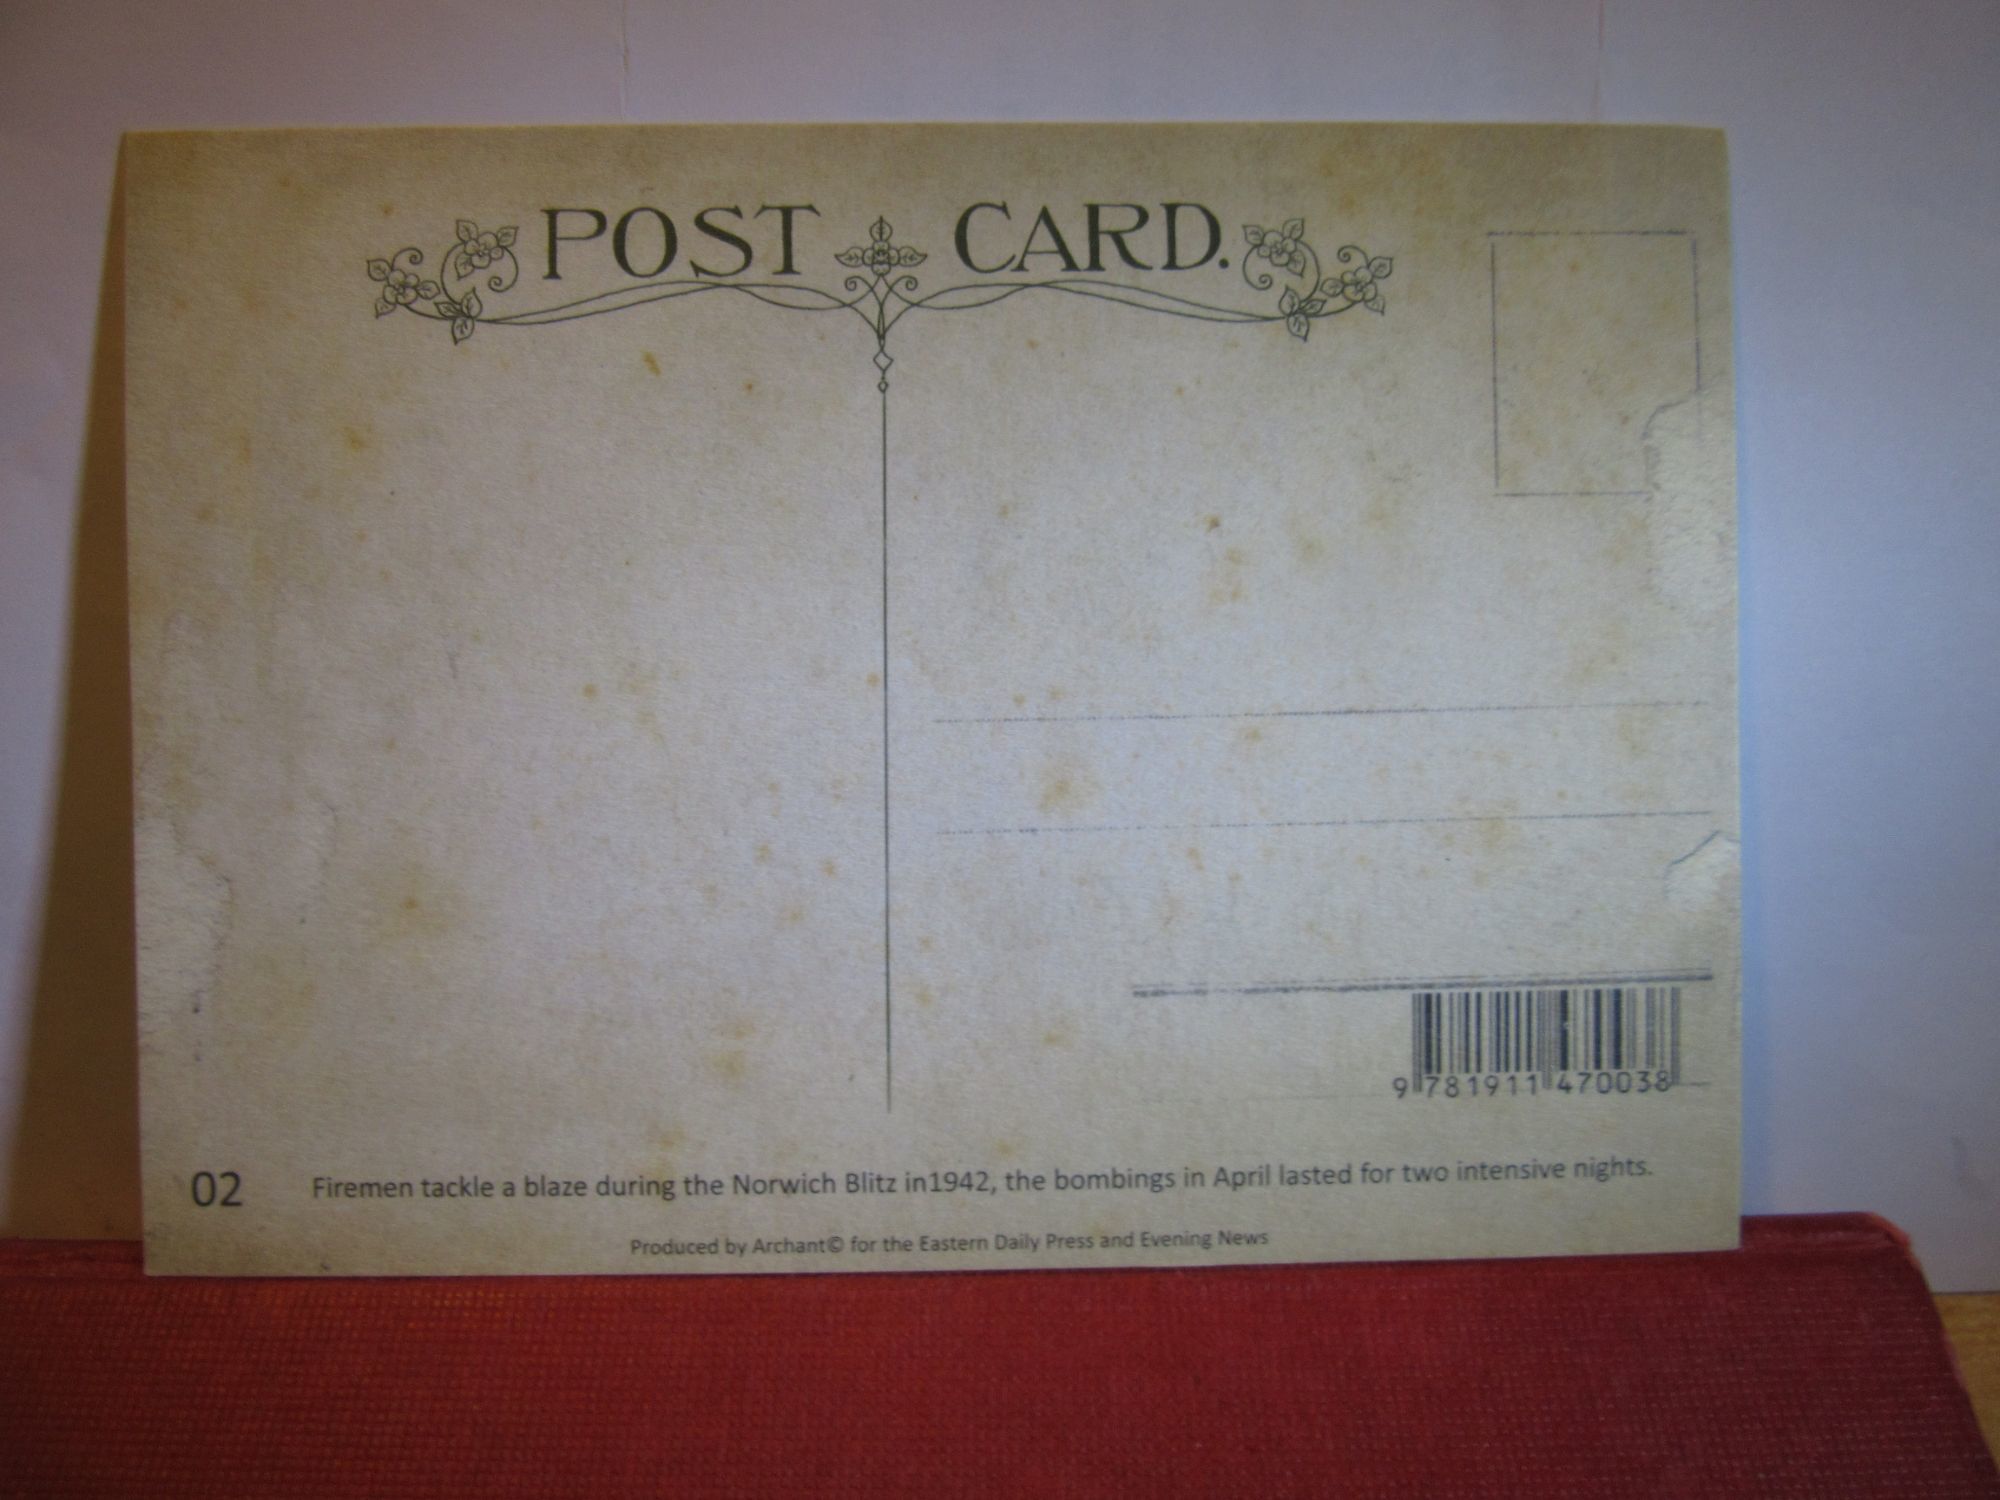 POST CARD.
9 781911 470038
02 Firemen tackle a blaze during the Norwich Blitz in1942, the bombings in April lasted for two intensive nights.
Produced by Archant© for the Eastern Daily Press and Evening News